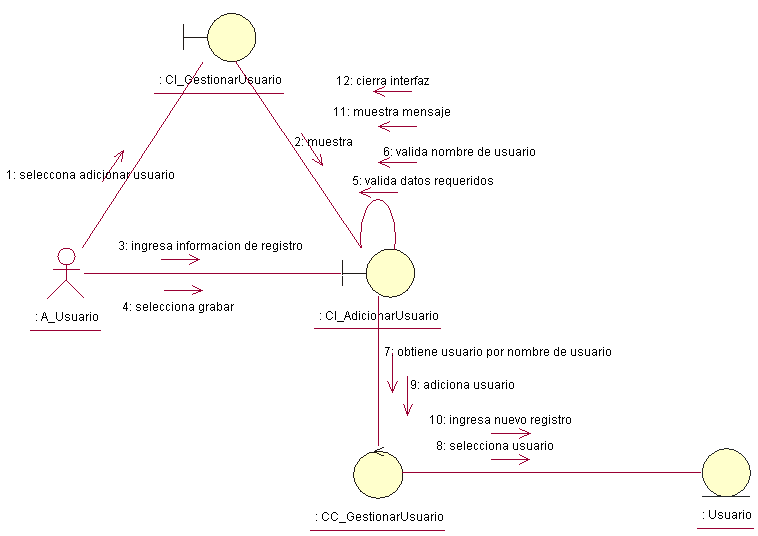 : CI_GestionarUsuario
12: cierra interfaz
11: muestra mensaje
2: muestra
6: valida nombre de usuario
1: seleccona adicionar usuario
5: valida datos requeridos
3: ingresa informacion de registro
4: selecciona grabar
: A_Usuario
: CI_AdicionarUsuario
7: obtiene usuario por nombre de usuario
9: adiciona usuario
10: ingresa nuevo registro
8: selecciona usuario
: CC_GestionarUsuario
: Usuario